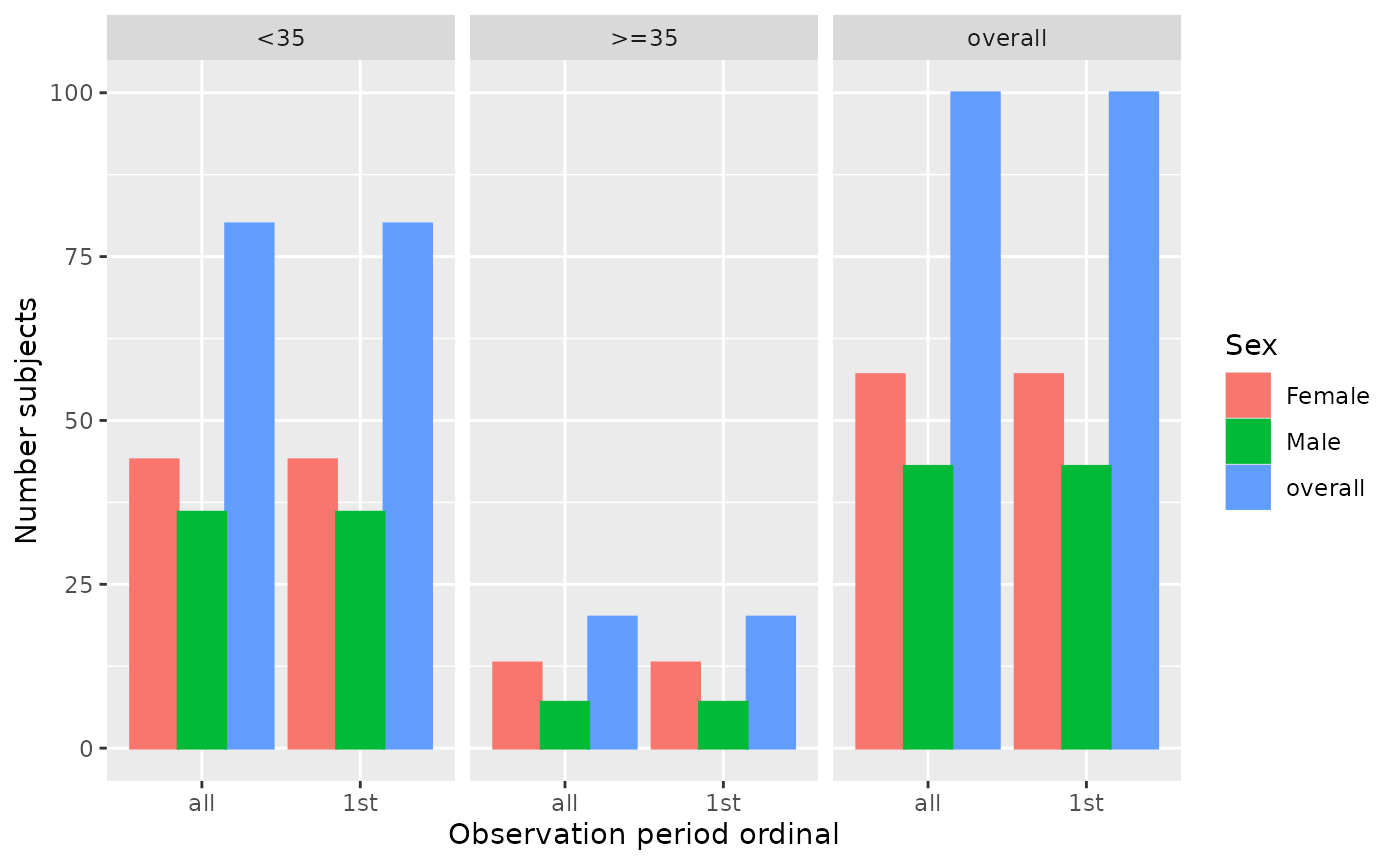 <35 >=35 overall
100
75
50
25
0
Number subjects
all 1st all 1st all 1st
Observation period ordinal
Sex
Female
Male
overall